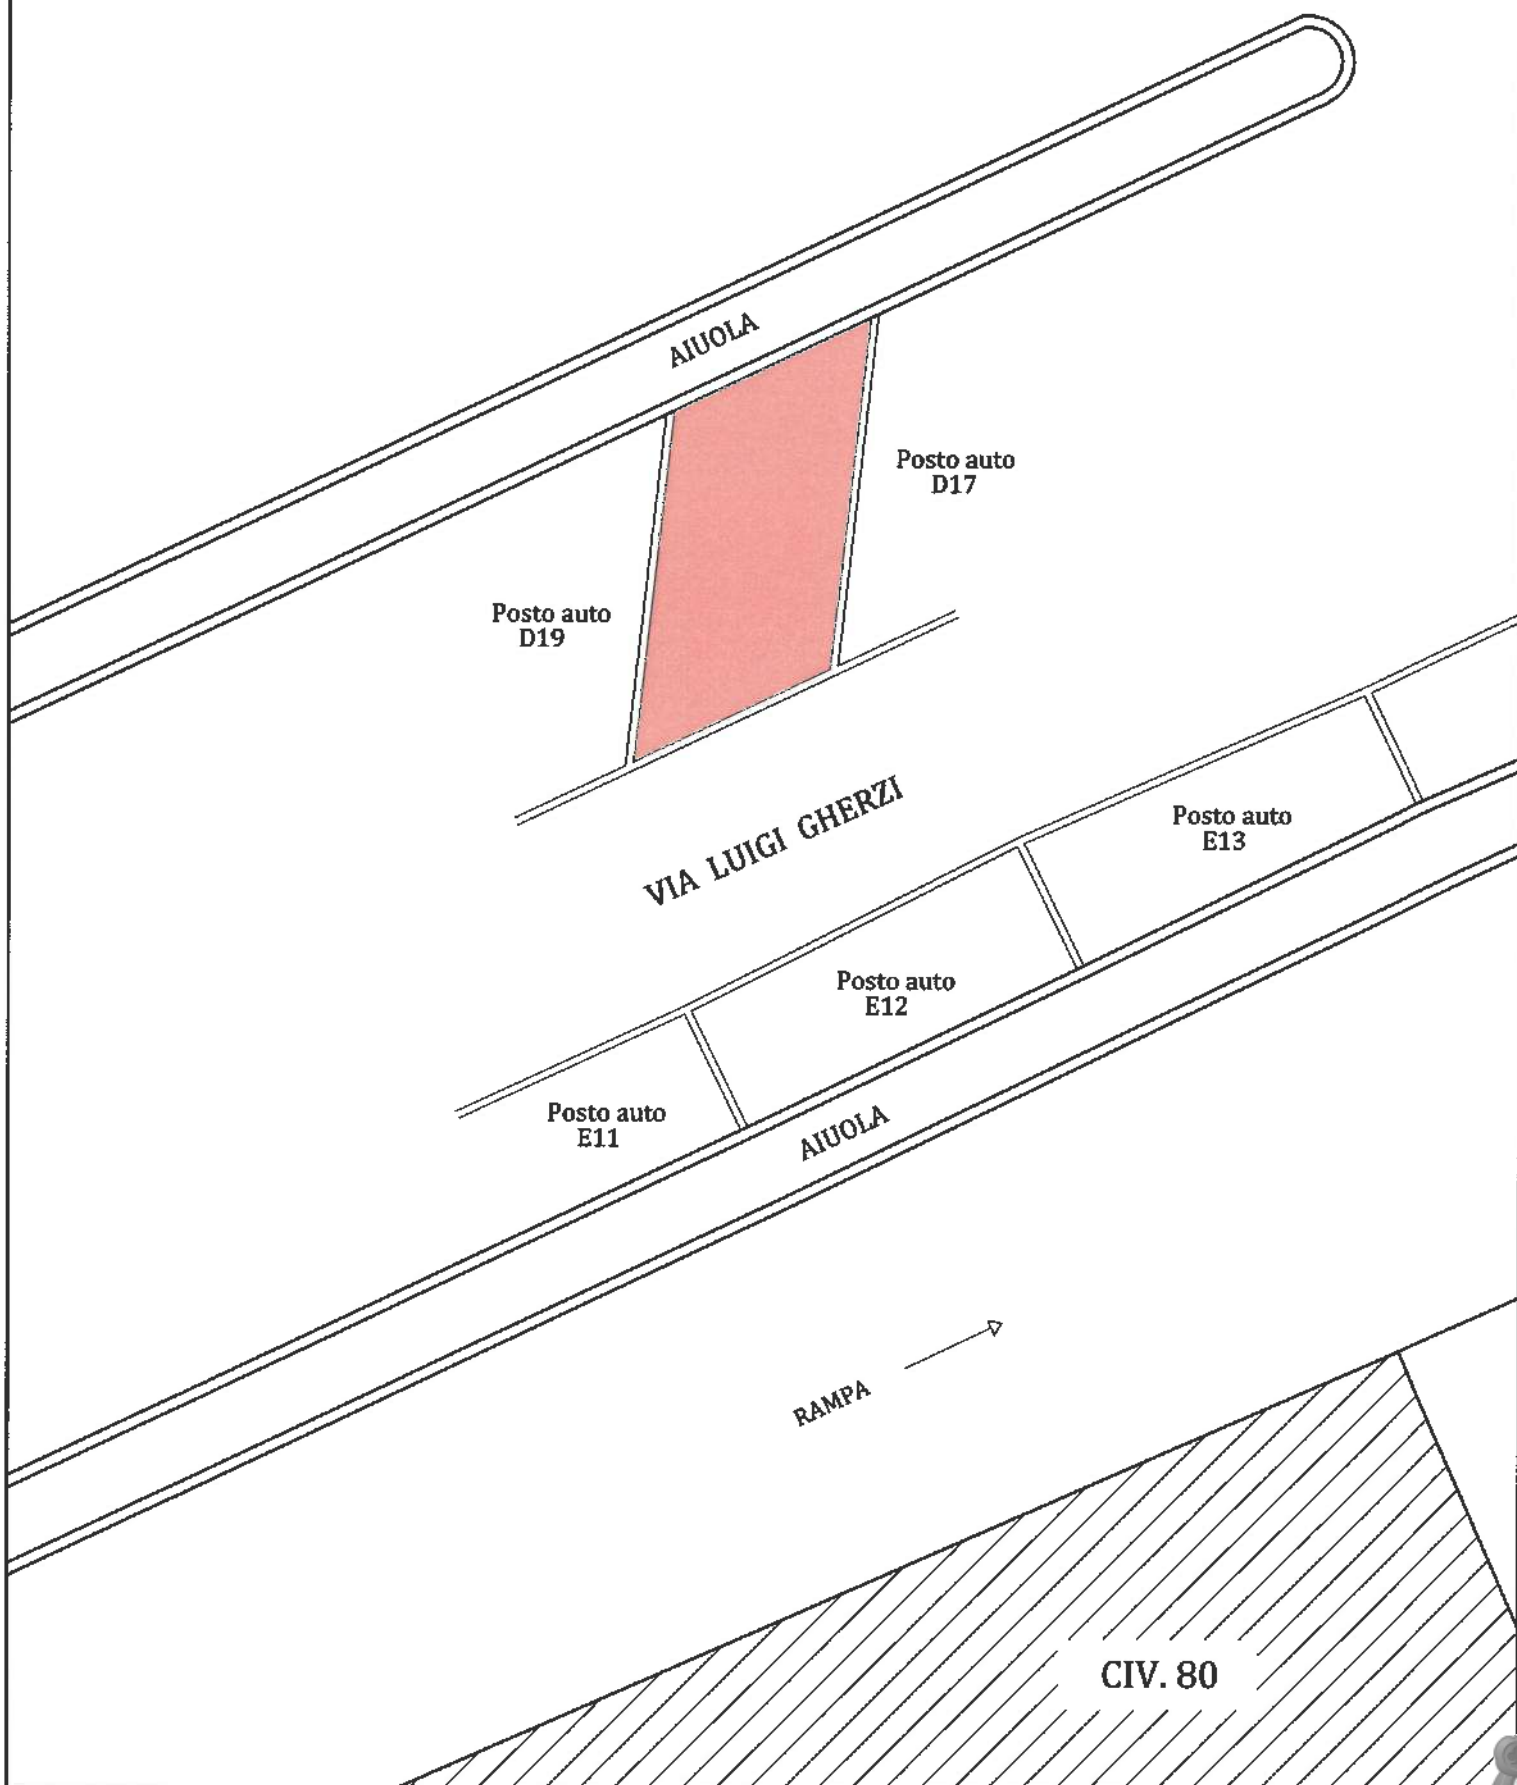 AIUOLA
Posto auto
D17
Posto auto
D19
VIA LUIGI GHERZI
Posto auto
E13
Posto auto
E12
Posto auto
E11
AIUOLA
RAMPA
CIV. 80